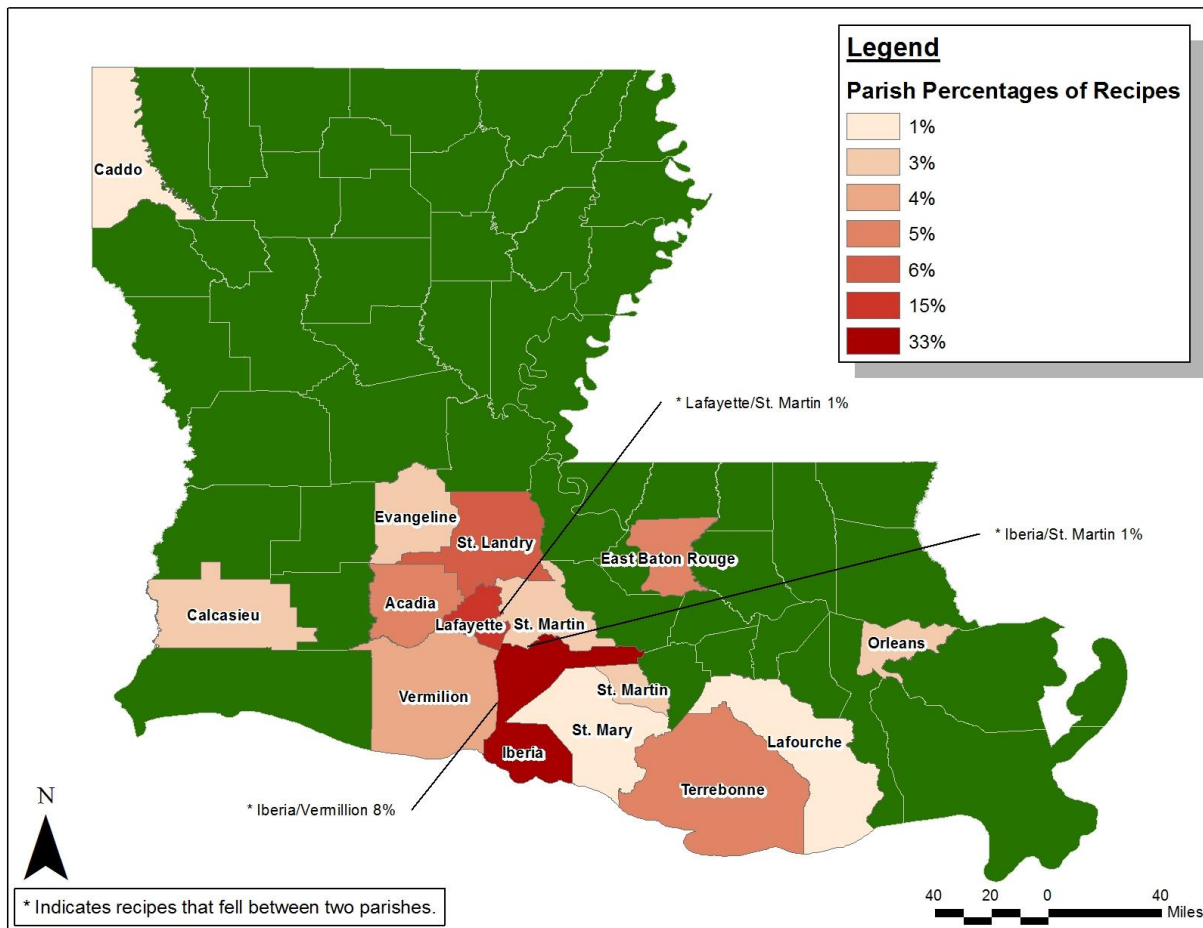 Legend
Parish Percentages of Recipes
1%
3%
4%
5%
6%
15%
33%
Caddo
* Lafayette/St. Martin 1%
Evangeline
St. Landry
East Baton Rouge
* Iberia/St. Martin 1%
Calcasieu
Acadia
Lafayette
St. Martin
Orleans
Vermilion
St. Martin
St. Mary
Lafourche
Iberia
Terrebonne
* Iberia/Vermillion 8%
N
* Indicates recipes that fell between two parishes.
40 20 0 40
Miles